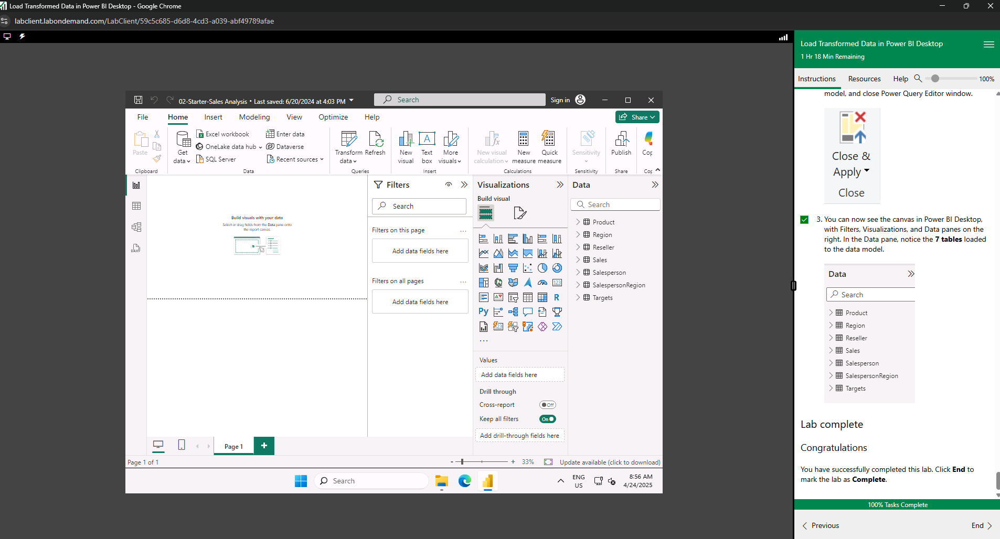 Load Transformed Data in Power BI Desktop - Google Chrome
labclient.labondemand.com/LabClient/59c5c685-d6d8-4cd3-a039-abf49789afae
02-Starter-Sales Analysis • Last saved: 6/20/2024 at 4:03 PM
Search
Sign in
File
Home
Insert
Modeling
View
Optimize
Help
Share
Paste
Clipboard
Get data
Excel workbook
OneLake data hub
SQL Server
Enter data
Dataverse
Recent sources
Data
Transform data
Refresh
Queries
New visual
Text box
More visuals
Insert
New visual calculation
New measure
Quick measure
Calculations
Sensitivity
Sensitivity
Publish
Share
Cop
Cop
DAX
Build visuals with your data
Select or drag fields from the Data pane onto
the report canvas.
Filters
Search
Filters on this page
...
Add data fields here
Filters on all pages
...
Add data fields here
Visualizations
Build visual
123
R
Py
123
...
Values
Add data fields here
Drill through
Cross-report
Off
Keep all filters
On
Add drill-through fields here
Data
Search
Product
Region
Reseller
Sales
Salesperson
SalespersonRegion
Targets
Page 1
+
Page 1 of 1
- + 33%
Update available (click to download)
Search
ENG
US
8:56 AM
4/24/2025
Load Transformed Data in Power BI Desktop
1 Hr 18 Min Remaining
Instructions
Resources
Help
100%
model, and close Power Query Editor window.
Close &
Apply
Close
3. You can now see the canvas in Power BI Desktop,
with Filters, Visualizations, and Data panes on the
right. In the Data pane, notice the 7 tables loaded
to the data model.
Data
Search
Product
Region
Reseller
Sales
Salesperson
SalespersonRegion
Targets
Lab complete
Congratulations
You have successfully completed this lab. Click End to
mark the lab as Complete.
100% Tasks Complete
Previous
End